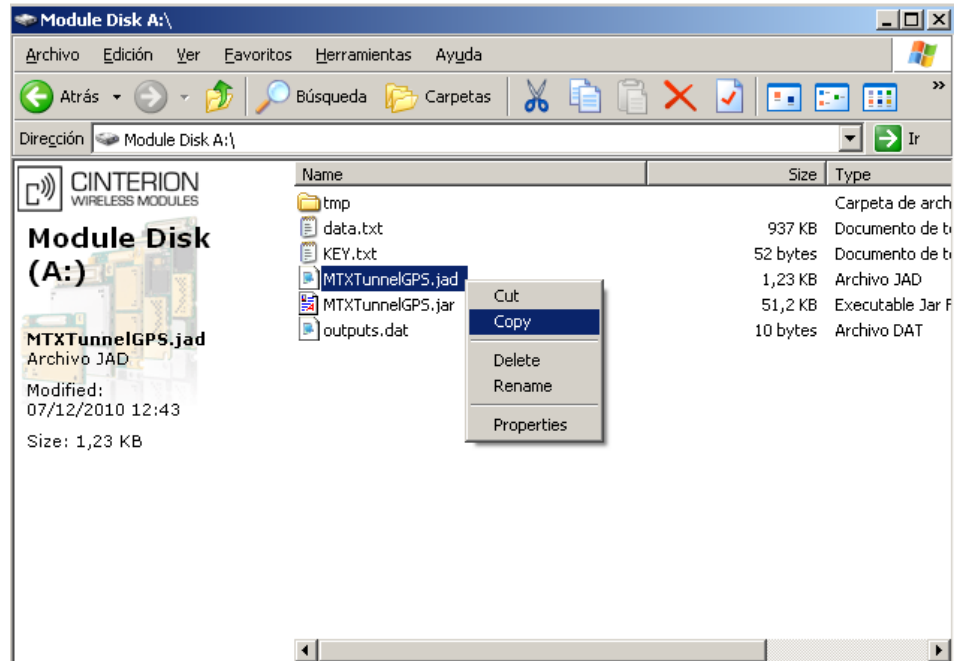 Module Disk A:\
Archivo Edición Ver Favoritos Herramientas Ayuda
Atrás Búsqueda Carpetas »
Dirección Module Disk A:\ Ir
CINTERION
WIRELESS MODULES
Module Disk
(A:)
MTXTunnelGPS.jad
Archivo JAD
Modified:
07/12/2010 12:43
Size: 1,23 KB
Name Size Type
tmp Carpeta de arch
data.txt 937 KB Documento de t
KEY.txt 52 bytes Documento de t
MTXTunnelGPS.jad 1,23 KB Archivo JAD
MTXTunnelGPS.jar 51,2 KB Executable Jar F
outputs.dat 10 bytes Archivo DAT
Cut
Copy
Delete
Rename
Properties